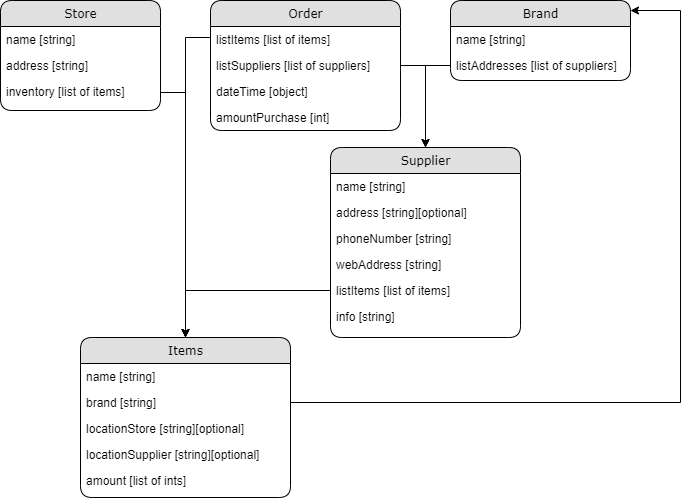 Store
name [string]
address [string]
inventory [list of items]
Order
listItems [list of items]
listSuppliers [list of suppliers]
dateTime [object]
amountPurchase [int]
Brand
name [string]
listAddresses [list of suppliers]
Supplier
name [string]
address [string][optional]
phoneNumber [string]
webAddress [string]
listItems [list of items]
info [string]
Items
name [string]
brand [string]
locationStore [string][optional]
locationSupplier [string][optional]
amount [list of ints]